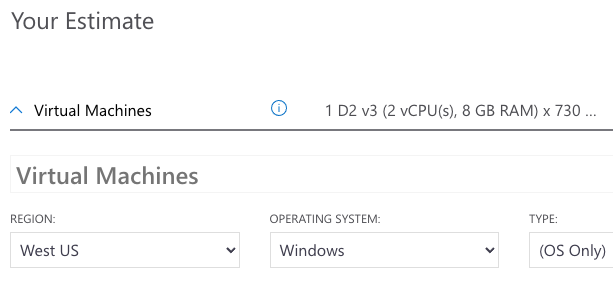 Your Estimate
Virtual Machines 1 D2 v3 (2 vCPU(s), 8 GB RAM) x 730 ...
Virtual Machines
REGION: OPERATING SYSTEM: TYPE:
West US Windows (OS Only)